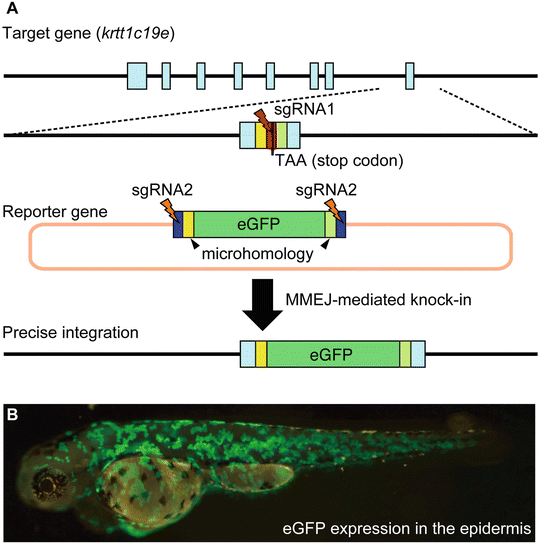 A
Target gene (krtt1c19e)
sgRNA1
TAA (stop codon)
sgRNA2
sgRNA2
Reporter gene
eGFP
microhomology
MMEJ-mediated knock-in
Precise integration
eGFP
B
eGFP expression in the epidermis